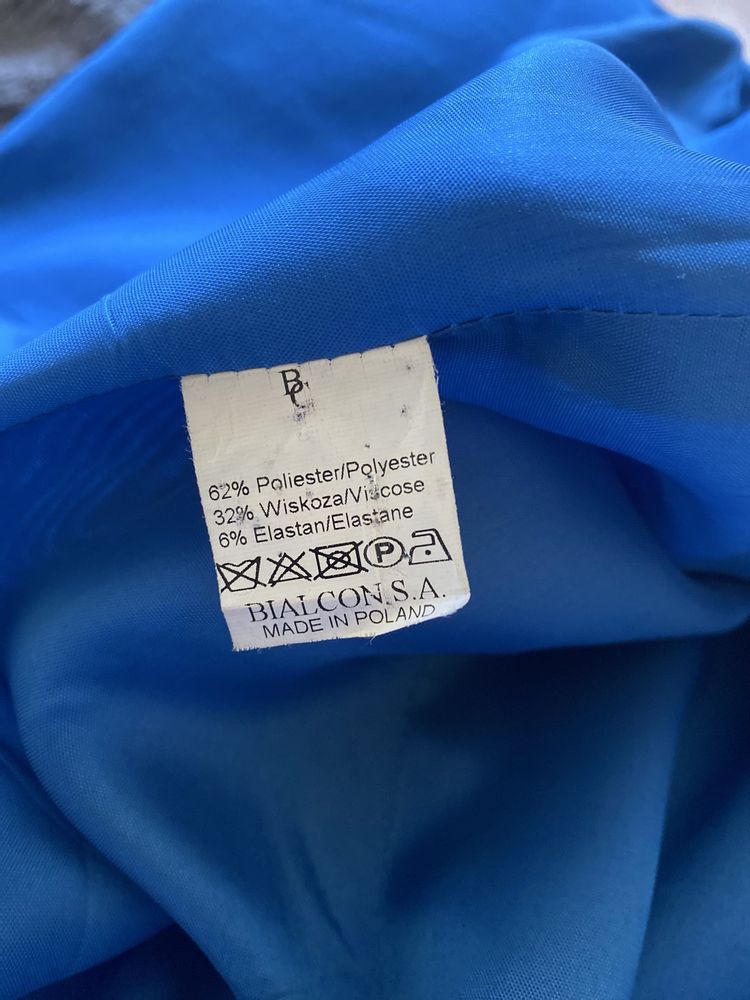 BC
62% Poliester/Polyester
32% Wiskoza/Viscose
6% Elastan/Elastane
P
BIALCON S.A.
MADE IN POLAND